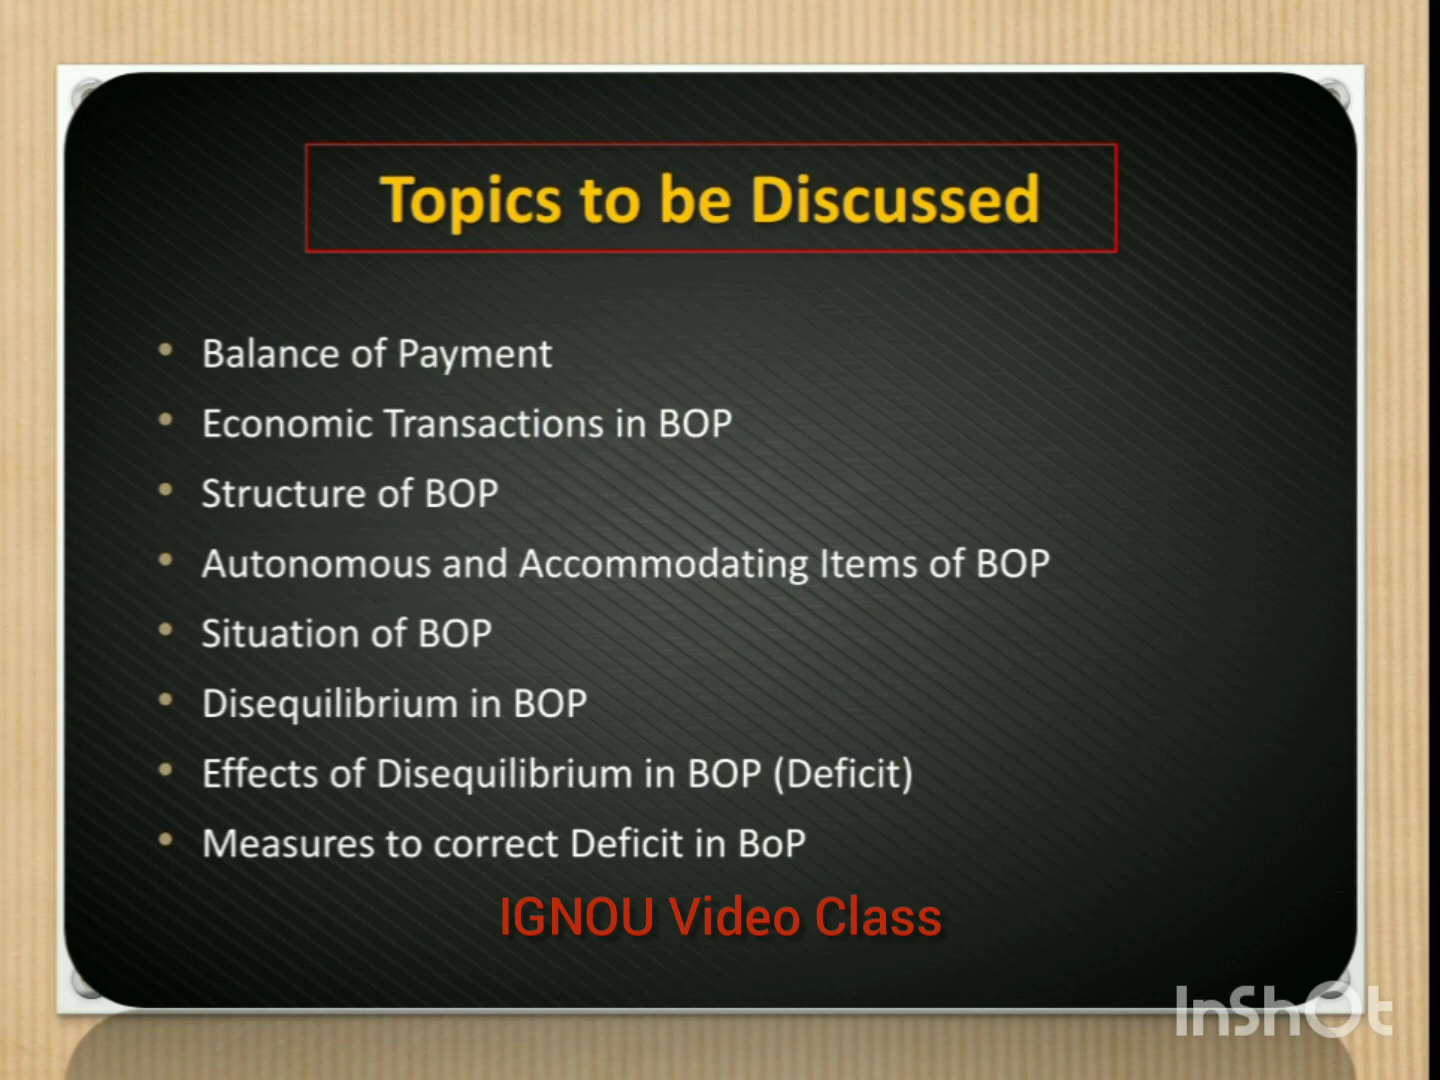 Topics to be Discussed
• Balance of Payment
• Economic Transactions in BOP
• Structure of BOP
• Autonomous and Accommodating Items of BOP
• Situation of BOP
• Disequilibrium in BOP
• Effects of Disequilibrium in BOP (Deficit)
• Measures to correct Deficit in BoP
IGNOU Video Class
InShOt